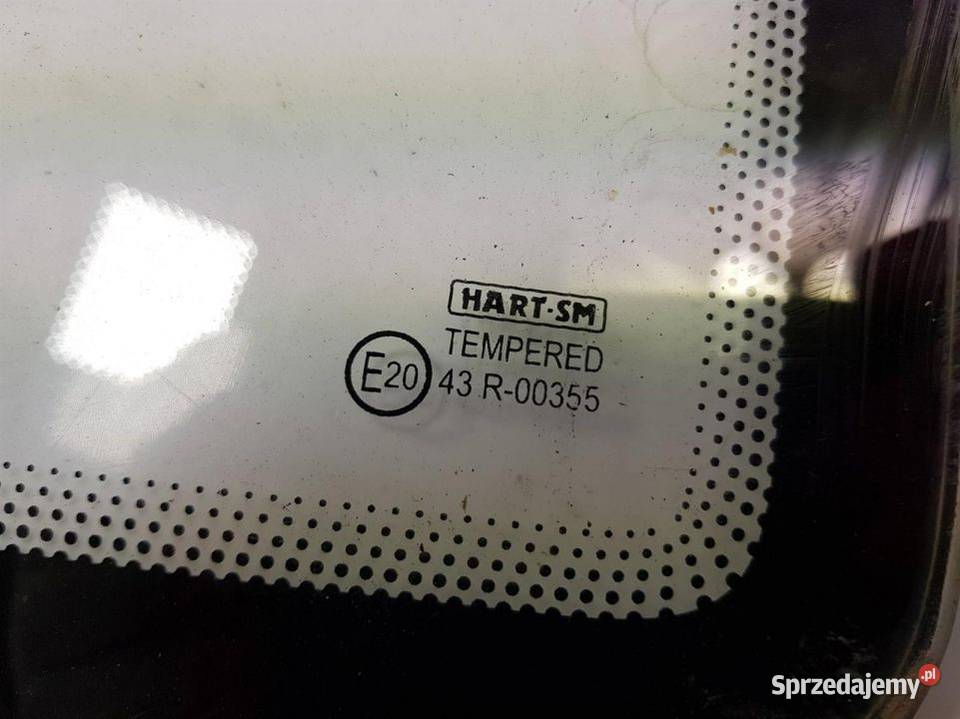 HART-SM
TEMPERED
E20 43 R-00355
Sprzedajemy.pl